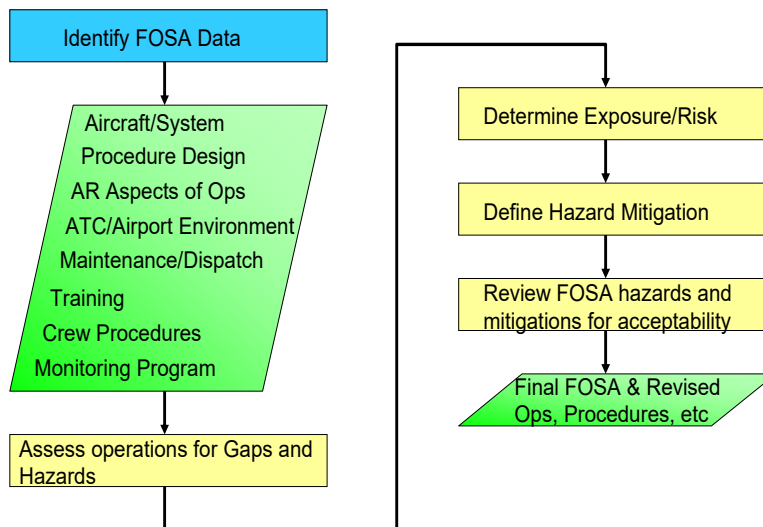 Identify FOSA Data
Aircraft/System
Procedure Design
AR Aspects of Ops
ATC/Airport Environment
Maintenance/Dispatch
Training
Crew Procedures
Monitoring Program
Assess operations for Gaps and
Hazards
Determine Exposure/Risk
Define Hazard Mitigation
Review FOSA hazards and
mitigations for acceptability
Final FOSA & Revised
Ops, Procedures, etc